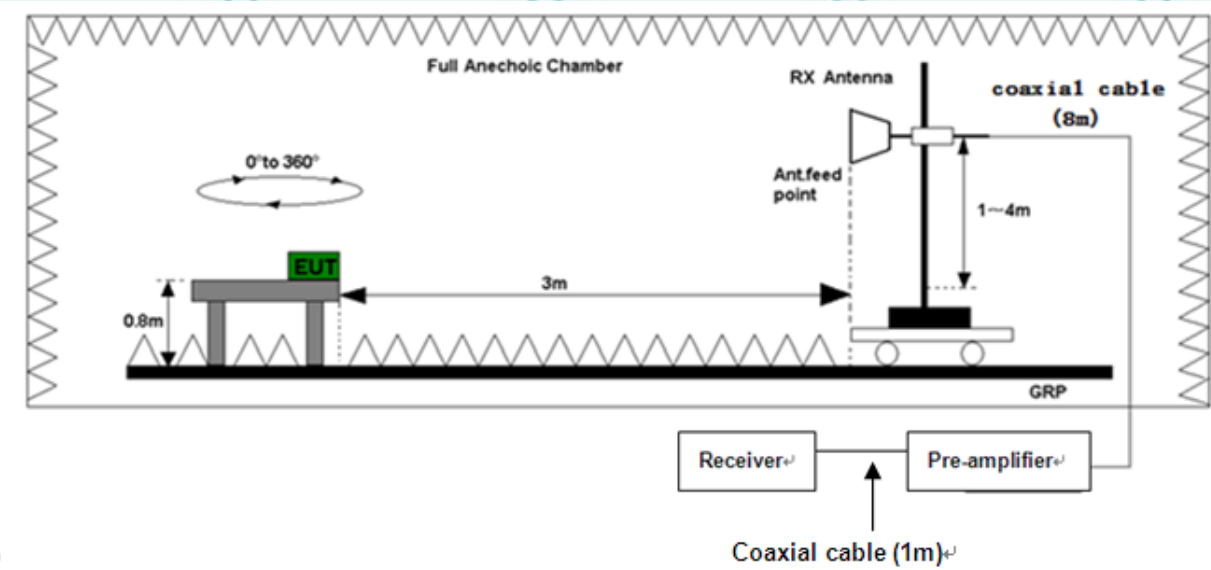 Full Anechoic Chamber
RX Antenna
coaxial cable
(8m)
0°to 360°
Ant.feed
point
1～4m
EUT
3m
0.8m
GRP
Receiver↵
Pre-amplifier↵
Coaxial cable (1m)↵